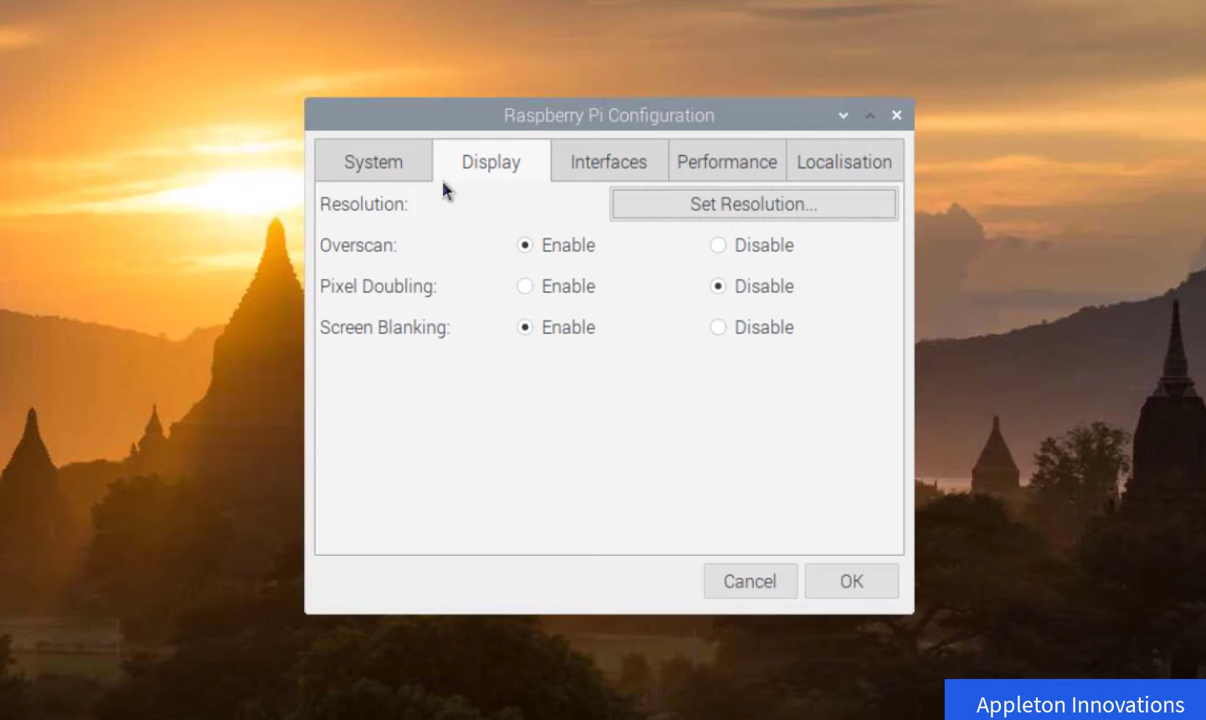 Raspberry Pi Configuration
System Display Interfaces Performance Localisation
Resolution: Set Resolution...
Overscan: Enable Disable
Pixel Doubling: Enable Disable
Screen Blanking: Enable Disable
Cancel OK
Appleton Innovations